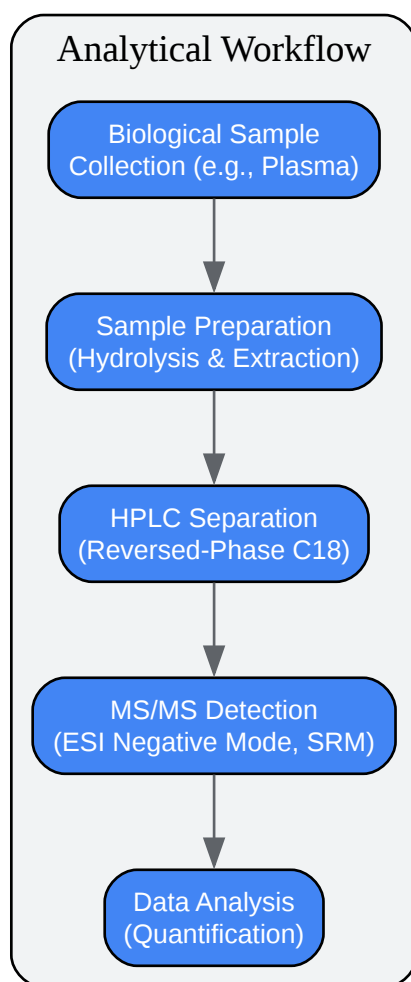 Analytical Workflow
Biological Sample
Collection (e.g., Plasma)
Sample Preparation
(Hydrolysis & Extraction)
HPLC Separation
(Reversed-Phase C18)
MS/MS Detection
(ESI Negative Mode, SRM)
Data Analysis
(Quantification)